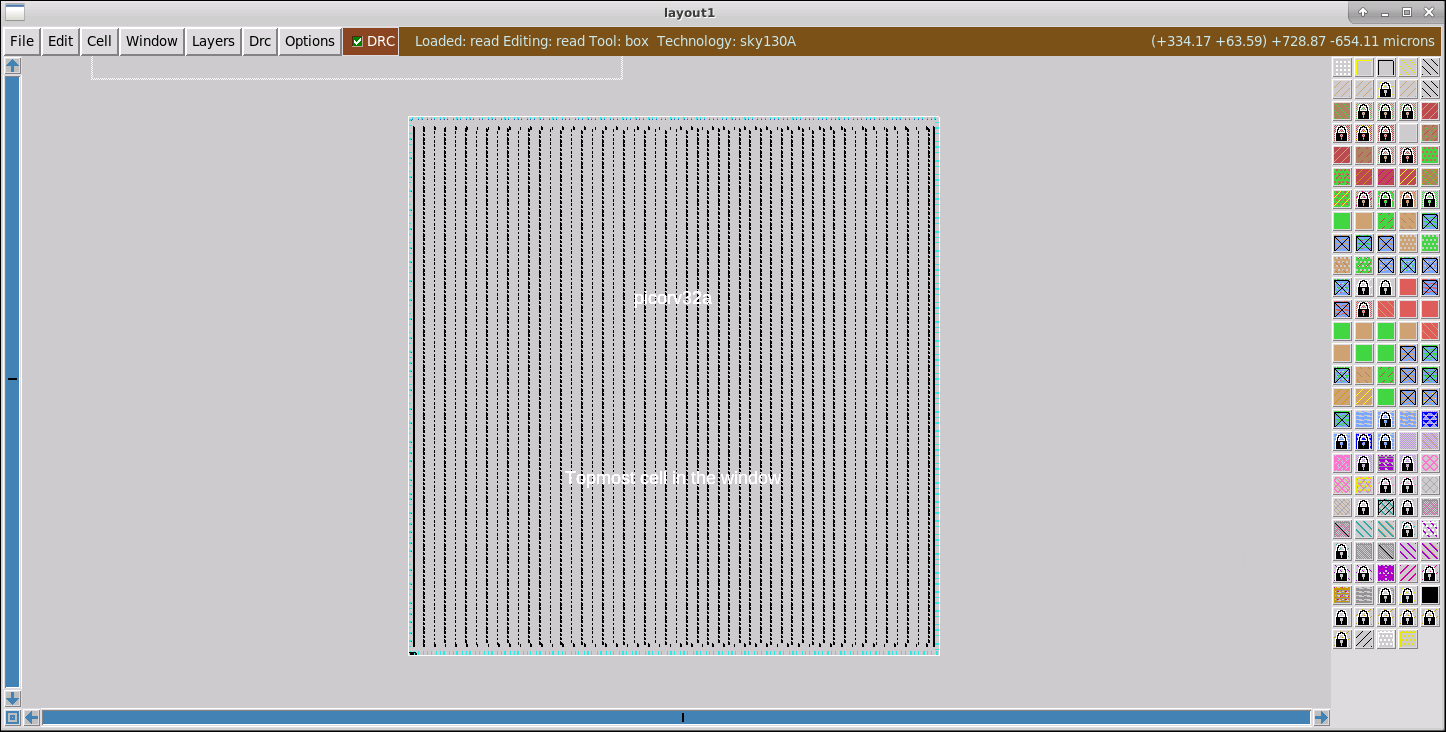 layout1
File Edit Cell Window Layers Drc Options DRC Loaded: read Editing: read Tool: box Technology: sky130A (+334.17 +63.59) +728.87 -654.11 microns
picorv32a
Topmost cell in the window